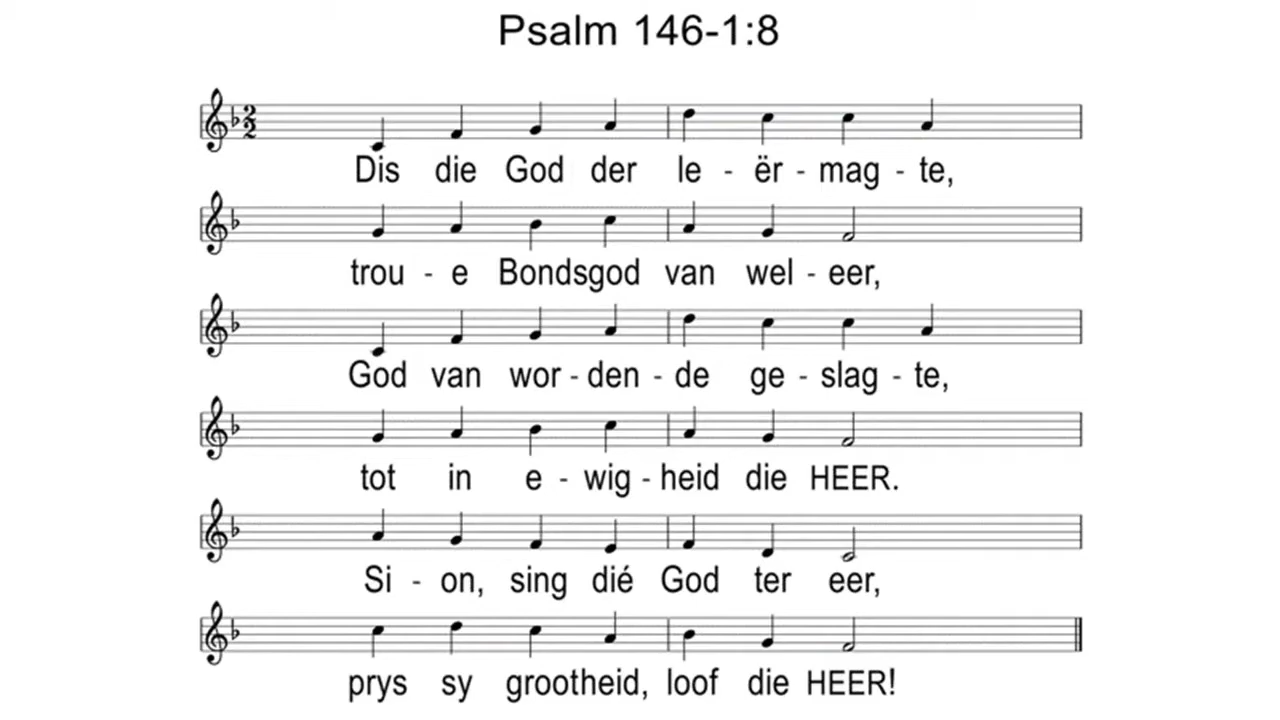 Psalm 146-1:8
2
2
Dis die God der le - ër - mag - te,
trou - e Bondsgod van wel - eer,
God van wor - den - de ge - slag - te,
tot in e - wig - heid die HEER.
Si - on, sing dié God ter eer,
prys sy grootheid, loof die HEER!